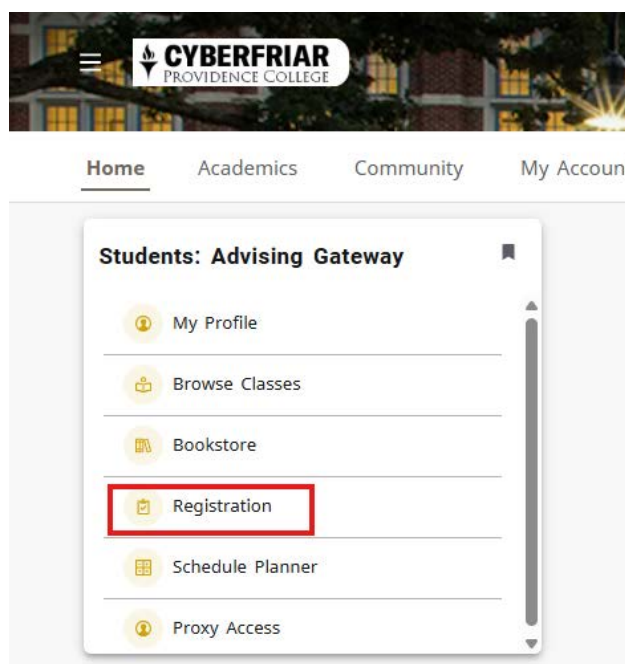 CYBERFRIAR
PROVIDENCE COLLEGE
Home Academics Community My Accoun
Students: Advising Gateway
My Profile
Browse Classes
Bookstore
Registration
Schedule Planner
Proxy Access